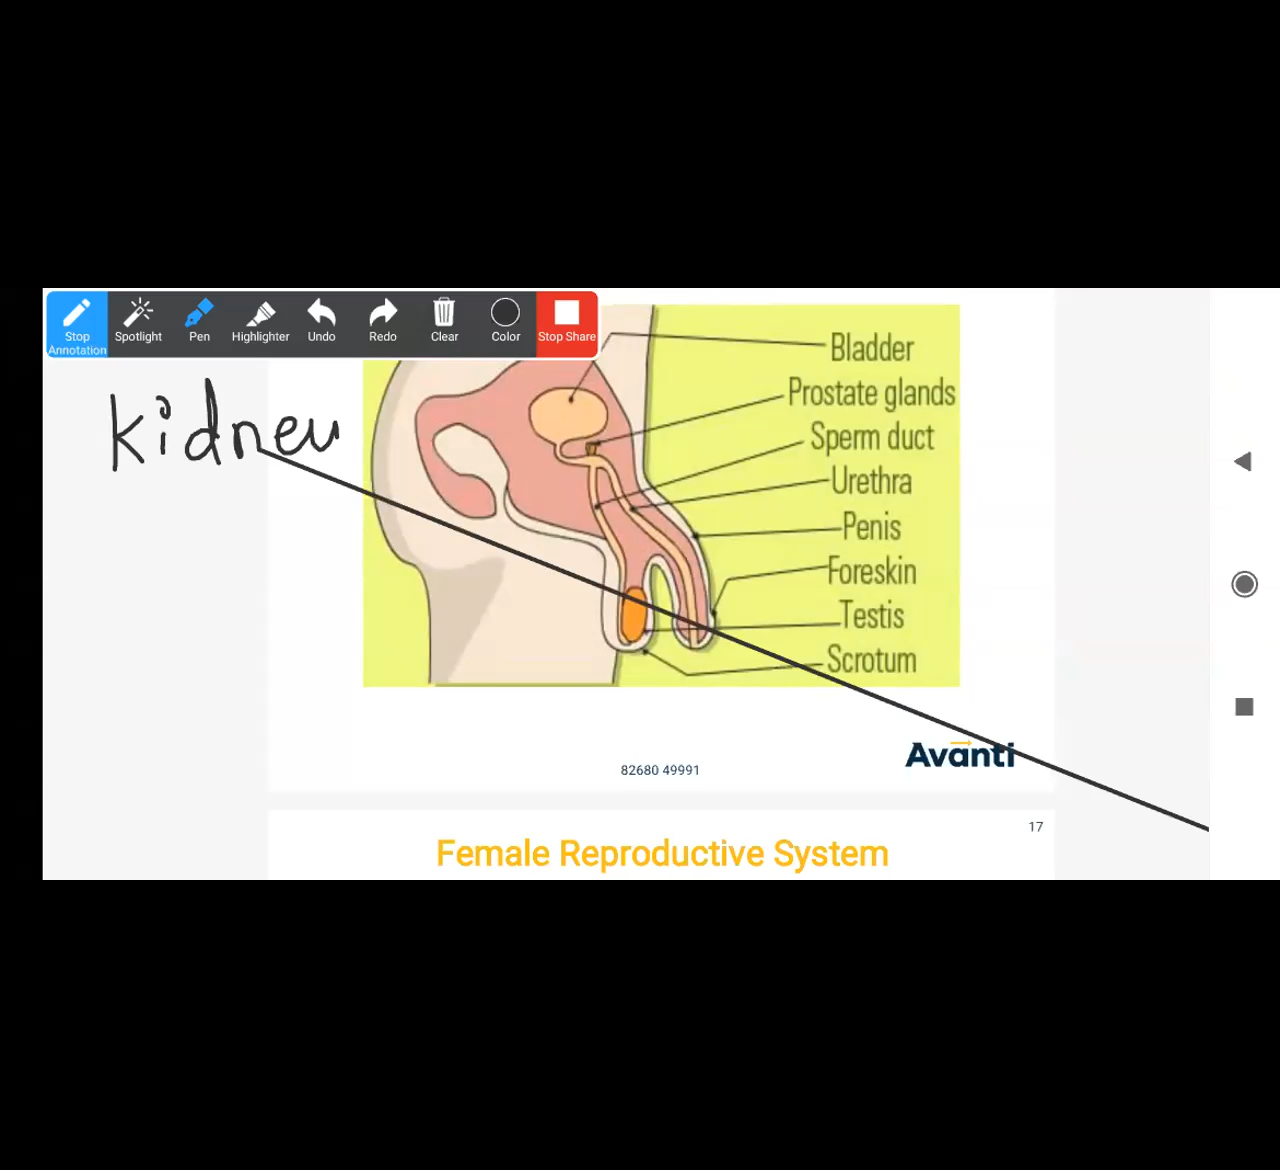 Stop Annotation
Spotlight
Pen
Highlighter
Undo
Redo
Clear
Color
Stop Share
kidneu
Bladder
Prostate glands
Sperm duct
Urethra
Penis
Foreskin
Testis
Scrotum
Avanti
82680 49991
17
Female Reproductive System